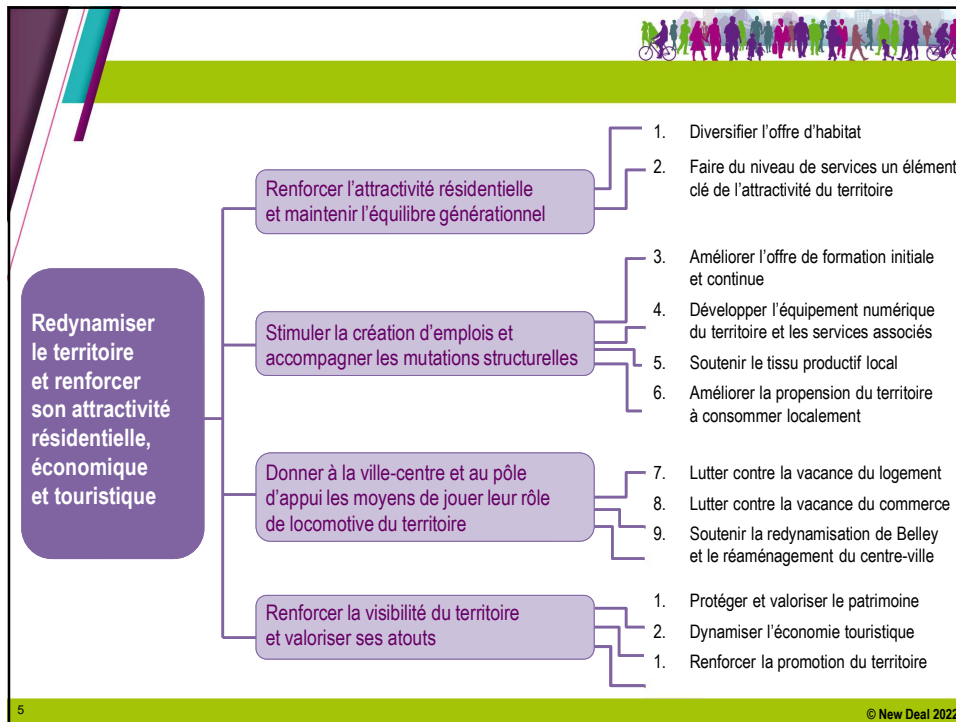 Redynamiser
le territoire
et renforcer
son attractivité
résidentielle,
économique
et touristique
Renforcer l'attractivité résidentielle
et maintenir l'équilibre générationnel
1. Diversifier l'offre d'habitat
2. Faire du niveau de services un élément
clé de l'attractivité du territoire
Stimuler la création d'emplois et
accompagner les mutations structurelles
3. Améliorer l'offre de formation initiale
et continue
4. Développer l'équipement numérique
du territoire et les services associés
5. Soutenir le tissu productif local
6. Améliorer la propension du territoire
à consommer localement
Donner à la ville-centre et au pôle
d'appui les moyens de jouer leur rôle
de locomotive du territoire
7. Lutter contre la vacance du logement
8. Lutter contre la vacance du commerce
9. Soutenir la redynamisation de Belley
et le réaménagement du centre-ville
Renforcer la visibilité du territoire
et valoriser ses atouts
1. Protéger et valoriser le patrimoine
2. Dynamiser l'économie touristique
1. Renforcer la promotion du territoire
5
© New Deal 2022